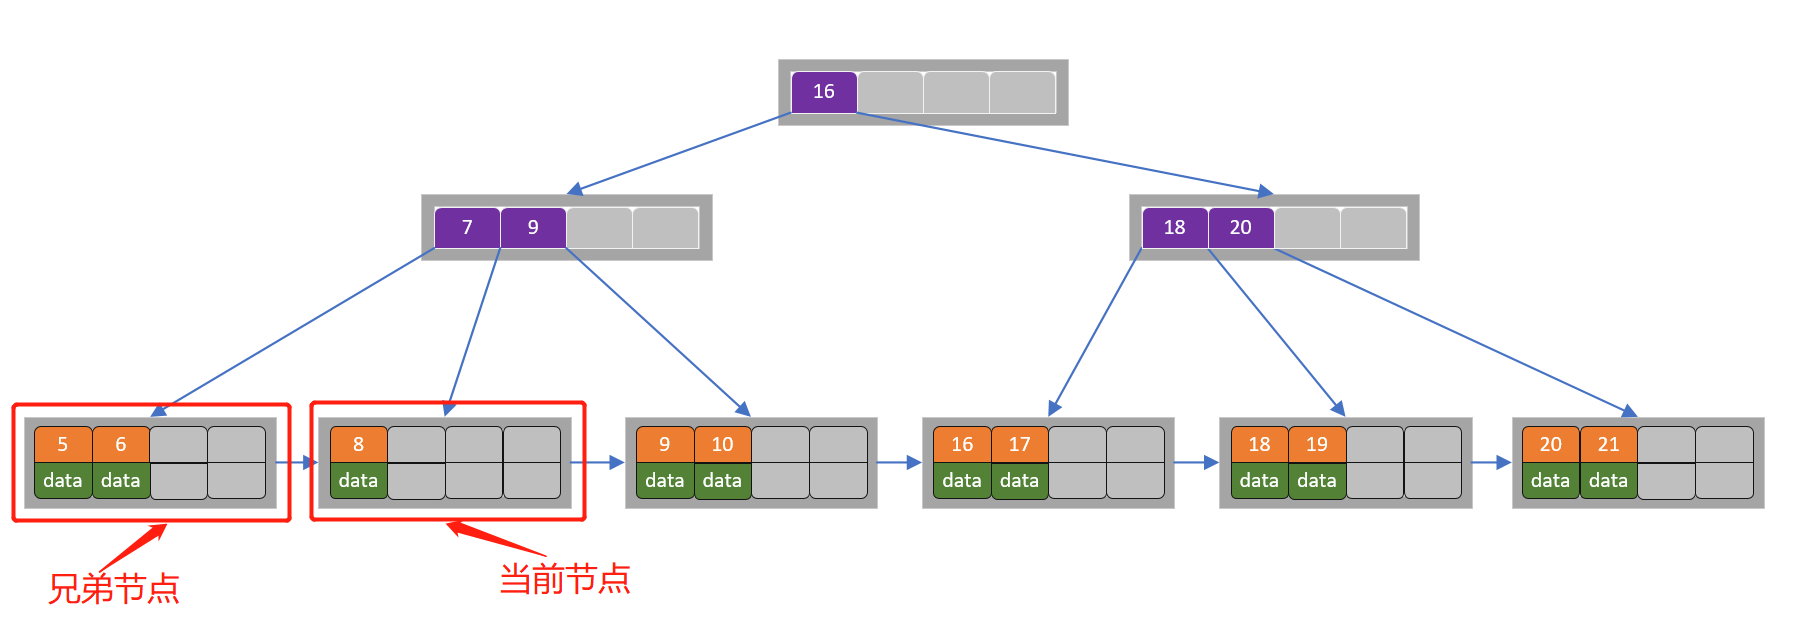 16
7 9
18 20
5 6
data data
8
data
9 10
data data
16 17
data data
18 19
data data
20 21
data data
兄弟节点
当前节点